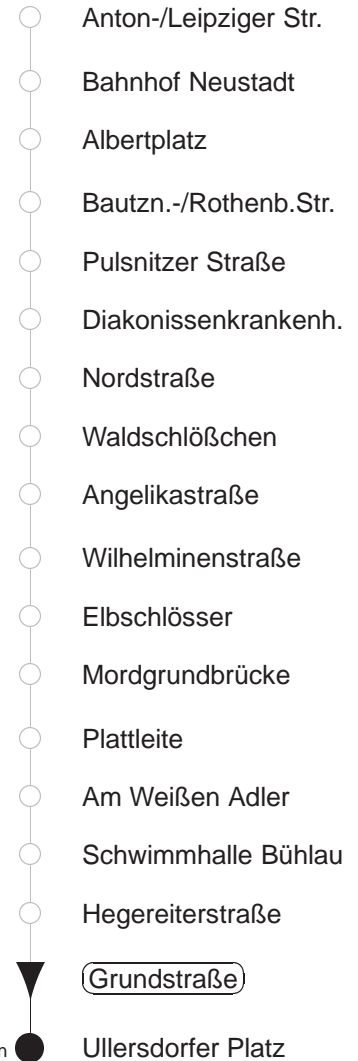 Anton-/Leipziger Str.
Bahnhof Neustadt
Albertplatz
Bautzn.-/Rothenb.Str.
Pulsnitzer Straße
Diakonissenkrankenh.
Nordstraße
Waldschlößchen
Angelikastraße
Wilhelminenstraße
Elbschlösser
Mordgrundbrücke
Plattleite
Am Weißen Adler
Schwimmhalle Bühlau
Hegereiterstraße
Grundstraße
Ullersdorfer Platz